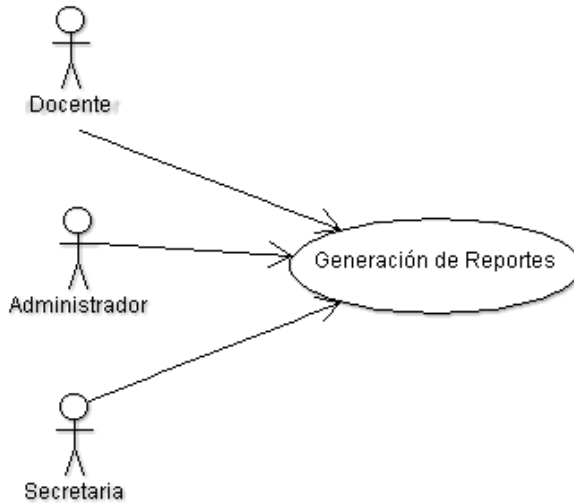 Docente
Generación de Reportes
Administrador
Secretaria